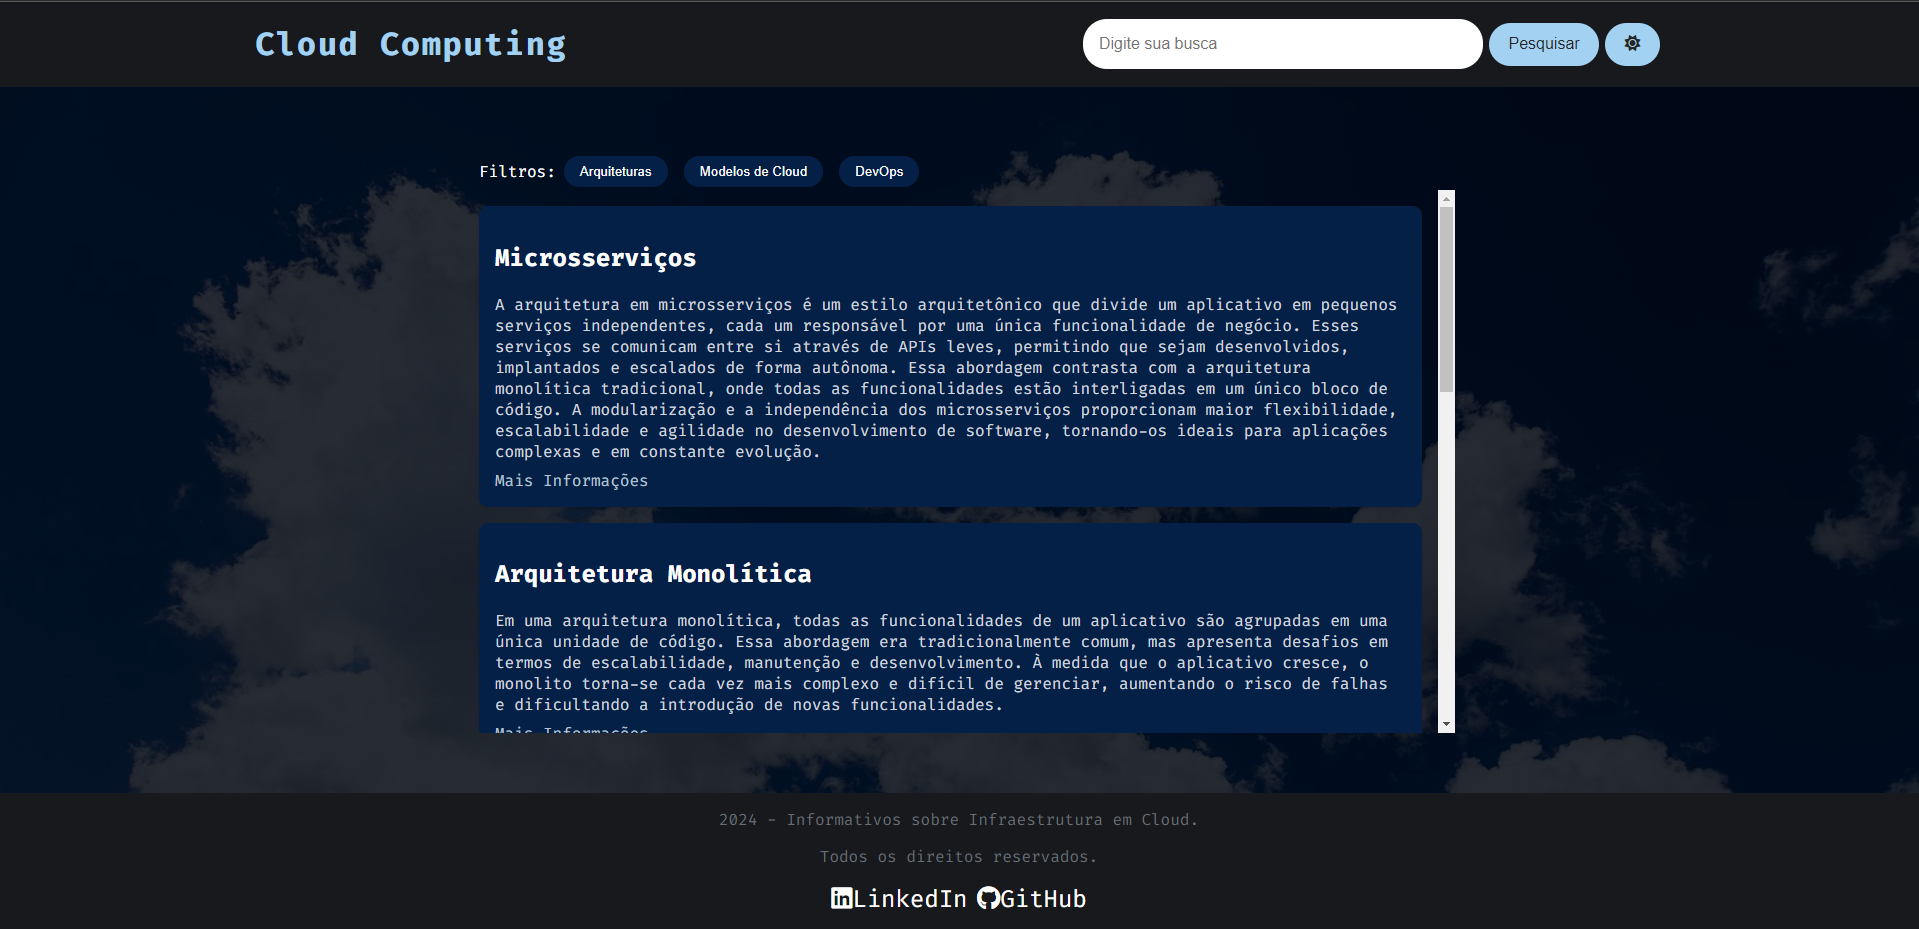 Cloud Computing
Digite sua busca
Pesquisar
Filtros:
Arquiteturas
Modelos de Cloud
DevOps
Microsserviços
A arquitetura em microsserviços é um estilo arquitetônico que divide um aplicativo em pequenos
serviços independentes, cada um responsável por uma única funcionalidade de negócio. Esses
serviços se comunicam entre si através de APIs leves, permitindo que sejam desenvolvidos,
implantados e escalados de forma autônoma. Essa abordagem contrasta com a arquitetura
monolítica tradicional, onde todas as funcionalidades estão interligadas em um único bloco de
código. A modularização e a independência dos microsserviços proporcionam maior flexibilidade,
escalabilidade e agilidade no desenvolvimento de software, tornando-os ideais para aplicações
complexas e em constante evolução.
Mais Informações
Arquitetura Monolítica
Em uma arquitetura monolítica, todas as funcionalidades de um aplicativo são agrupadas em uma
única unidade de código. Essa abordagem era tradicionalmente comum, mas apresenta desafios em
termos de escalabilidade, manutenção e desenvolvimento. À medida que o aplicativo cresce, o
monolito torna-se cada vez mais complexo e difícil de gerenciar, aumentando o risco de falhas
e dificultando a introdução de novas funcionalidades.
Mais Informações
2024 - Informativos sobre Infraestrutura em Cloud.
Todos os direitos reservados.
LinkedIn GitHub